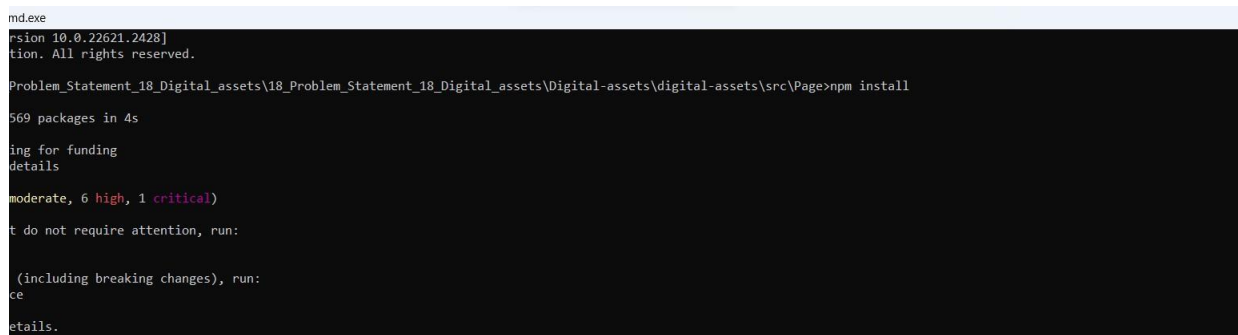 md.exe
rsion 10.0.22621.2428]
tion. All rights reserved.
Problem_Statement_18_Digital_assets\18_Problem_Statement_18_Digital_assets\Digital-assets\digital-assets\src\Page>npm install
569 packages in 4s
ing for funding
details
moderate, 6 high, 1 critical)
t do not require attention, run:
(including breaking changes), run:
ce
etails.